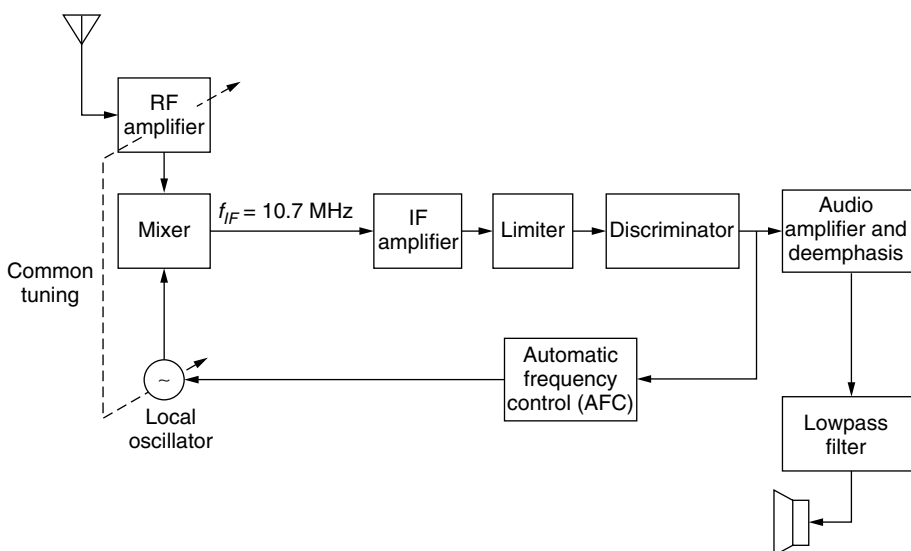 RF
amplifier
Mixer
f_IF = 10.7 MHz
IF
amplifier
Limiter
Discriminator
Audio
amplifier and
deemphasis
Common
tuning
~
Local
oscillator
Automatic
frequency
control (AFC)
Lowpass
filter